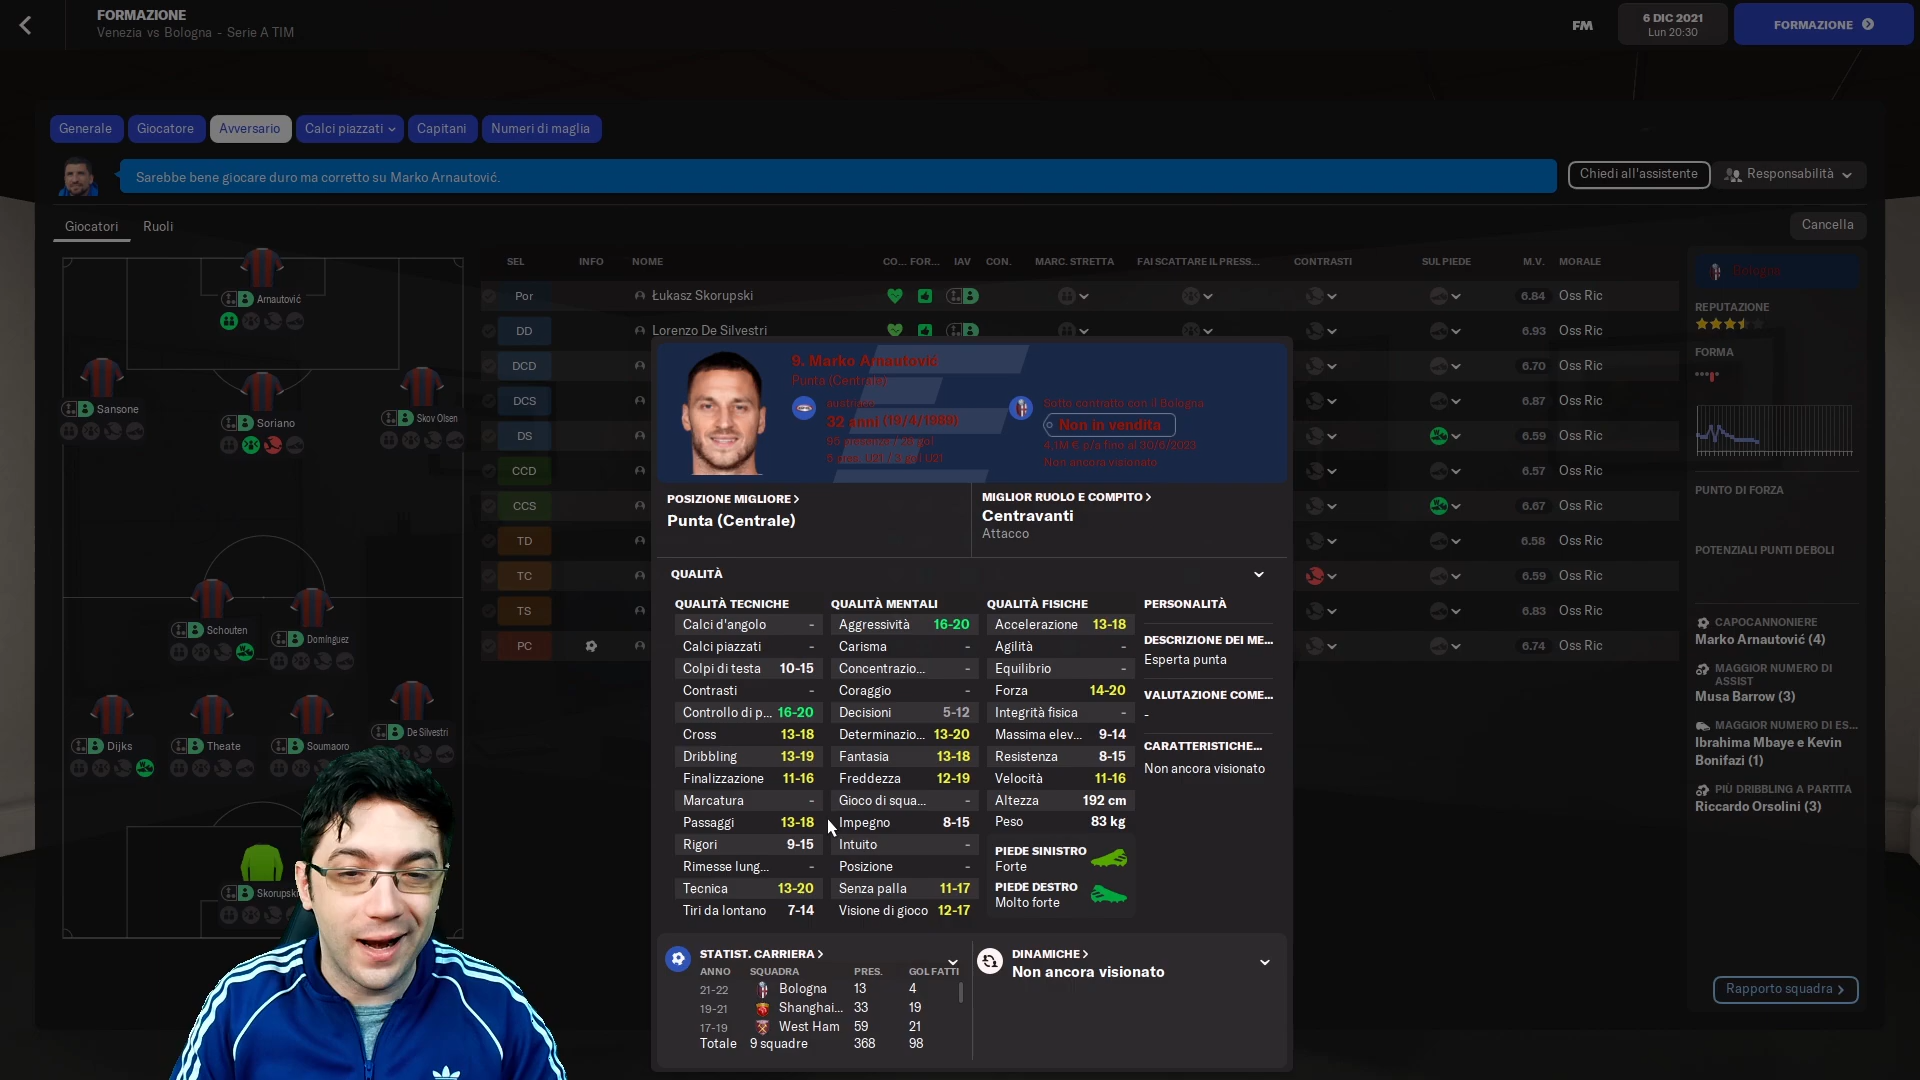 FORMAZIONE
Venezia vs Bologna - Serie A TIM
FM
6 DIC 2021
Lun 20:30
FORMAZIONE
Generale
Giocatore
Avversario
Calci piazzati
Capitani
Numeri di maglia
Sarebbe bene giocare duro ma corretto su Marko Arnautović.
Chiedi all'assistente
Responsabilità
Giocatori
Ruoli
Cancella
Arnautović
Sansone
Soriano
Skov Olsen
Schouten
Domínguez
Dijks
Theate
Soumaoro
De Silvestri
Skorupski
SEL INFO NOME CO... FOR... IAV CON. MARC. STRETTA FAI SCATTARE IL PRESS... CONTRASTI SUL PIEDE M.V. MORALE
Por Łukasz Skorupski 6.84 Oss Ric
DD Lorenzo De Silvestri 6.93 Oss Ric
DCD 6.70 Oss Ric
DCS 6.87 Oss Ric
DS 6.59 Oss Ric
CCD 6.57 Oss Ric
CCS 6.67 Oss Ric
TD 6.58 Oss Ric
TC 6.59 Oss Ric
TS 6.83 Oss Ric
PC 6.74 Oss Ric
9. Marko Arnautović
Punta (Centrale)
austriaco
32 anni (19/4/1989)
5 pres. U21 / 3 gol U21
Sotto contratto con il Bologna
Non in vendita
4,1M € p/a fino al 30/6/2023
Non ancora visionato
POSIZIONE MIGLIORE
Punta (Centrale)
MIGLIOR RUOLO E COMPITO
Centravanti
Attacco
QUALITÀ
QUALITÀ TECNICHE
Calci d'angolo -
Calci piazzati -
Colpi di testa 10-15
Contrasti -
Controllo di p... 16-20
Cross 13-18
Dribbling 13-19
Finalizzazione 11-16
Marcatura -
Passaggi 13-18
Rigori 9-15
Rimesse lung... -
Tecnica 13-20
Tiri da lontano 7-14
QUALITÀ MENTALI
Aggressività 16-20
Carisma -
Concentrazio... -
Coraggio -
Decisioni 5-12
Determinazio... 13-20
Fantasia 13-18
Freddezza 12-19
Gioco di squa... -
Impegno 8-15
Intuito -
Posizione -
Senza palla 11-17
Visione di gioco 12-17
QUALITÀ FISICHE
Accelerazione 13-18
Agilità -
Equilibrio -
Forza 14-20
Integrità fisica -
Massima elev... 9-14
Resistenza 8-15
Velocità 11-16
Altezza 192 cm
Peso 83 kg
PIEDE SINISTRO
Forte
PIEDE DESTRO
Molto forte
PERSONALITÀ
DESCRIZIONE DEI ME...
Esperta punta
VALUTAZIONE COME...
-
CARATTERISTICHE...
Non ancora visionato
STATIST. CARRIERA
ANNO SQUADRA PRES. GOL FATTI
21-22 Bologna 13 4
19-21 Shanghai... 33 19
17-19 West Ham 59 21
Totale 9 squadre 368 98
DINAMICHE
Non ancora visionato
Bologna
REPUTAZIONE
FORMA
PUNTO DI FORZA
POTENZIALI PUNTI DEBOLI
CAPOCANNONIERE
Marko Arnautović (4)
MAGGIOR NUMERO DI
ASSIST
Musa Barrow (3)
MAGGIOR NUMERO DI ES...
Ibrahima Mbaye e Kevin
Bonifazi (1)
PIÙ DRIBBLING A PARTITA
Riccardo Orsolini (3)
Rapporto squadra